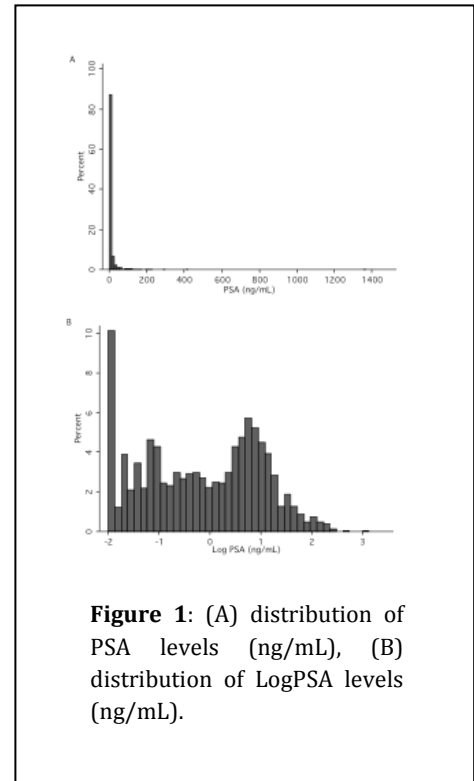 A
Percent
0 20 40 60 80 100
0 200 400 600 800 1000 1200 1400
PSA (ng/mL)
B
Percent
0 2 4 6 8 10
-2 -1 0 1 2 3
Log PSA (ng/mL)
Figure 1: (A) distribution of
PSA levels (ng/mL), (B)
distribution of LogPSA levels
(ng/mL).